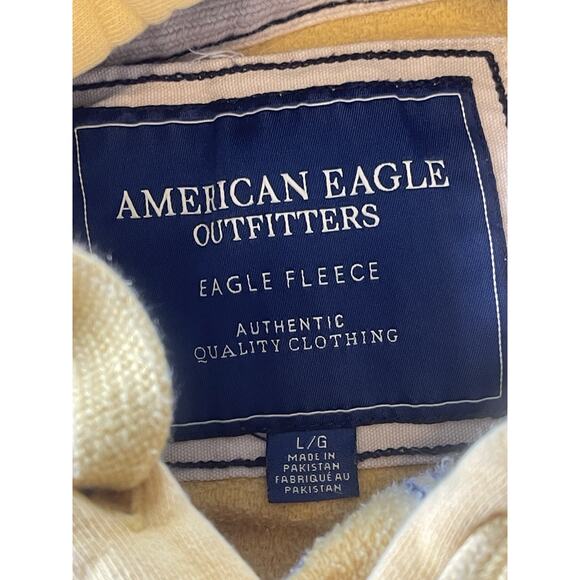 AMERICAN EAGLE
OUTFITTERS
EAGLE FLEECE
AUTHENTIC
QUALITY CLOTHING
L/G
MADE IN
PAKISTAN
FABRIQUÉ AU
PAKISTAN